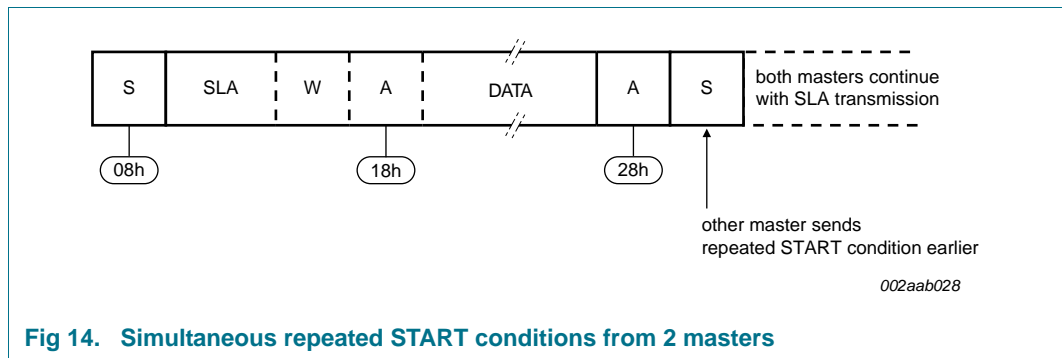 S SLA W A DATA A S
both masters continue
with SLA transmission
08h 18h 28h
other master sends
repeated START condition earlier
002aab028
Fig 14. Simultaneous repeated START conditions from 2 masters